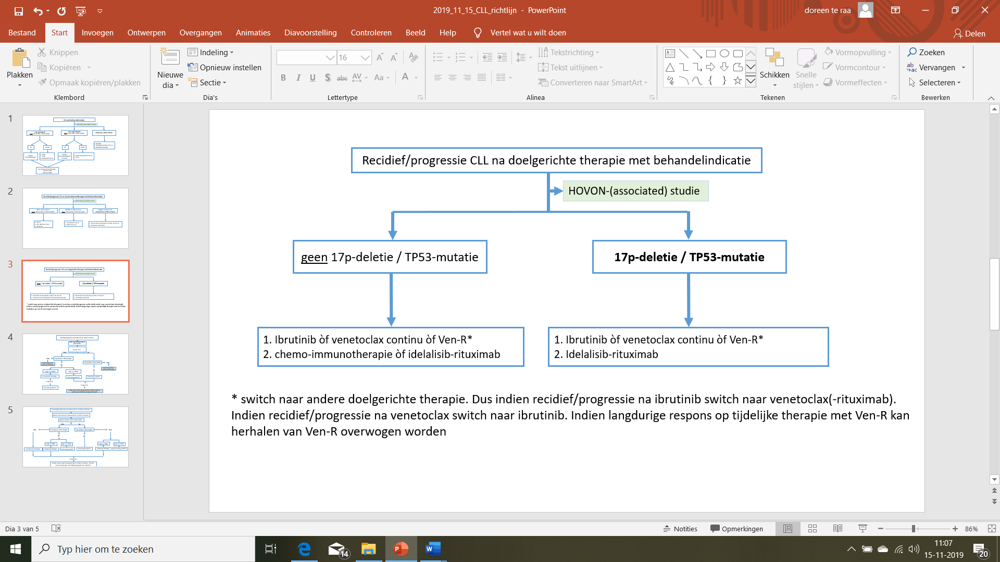 2019_11_15_CLL_richtlijn - PowerPoint
doreen te raa
Bestand Start Invoegen Ontwerpen Overgangen Animaties Diavoorstelling Controleren Beeld Help Vertel wat u wilt doen Delen
Plakken
Knippen
Kopiëren
Opmaak kopiëren/plakken
Klembord
Nieuwe
dia
Indeling
Opnieuw instellen
Sectie
Dia's
16
B I U S abc AV Aa A
Lettertype
Tekstrichting
Tekst uitlijnen
Converteren naar SmartArt
Alinea
Schikken
Snelle
stijlen
Vormopvulling
Vormcontour
Vormeffecten
Tekenen
Zoeken
Vervangen
Selecteren
Bewerken
1
2
3
4
5
Recidief/progressie CLL na doelgerichte therapie met behandelindicatie
HOVON-(associated) studie
geen 17p-deletie / TP53-mutatie
17p-deletie / TP53-mutatie
1. Ibrutinib òf venetoclax continu òf Ven-R*
2. chemo-immunotherapie òf idelalisib-rituximab
1. Ibrutinib òf venetoclax continu òf Ven-R*
2. Idelalisib-rituximab
* switch naar andere doelgerichte therapie. Dus indien recidief/progressie na ibrutinib switch naar venetoclax(-rituximab).
Indien recidief/progressie na venetoclax switch naar ibrutinib. Indien langdurige respons op tijdelijke therapie met Ven-R kan
herhalen van Ven-R overwogen worden
Dia 3 van 5
Notities
Opmerkingen
86%
Typ hier om te zoeken
14
11:07
15-11-2019
20